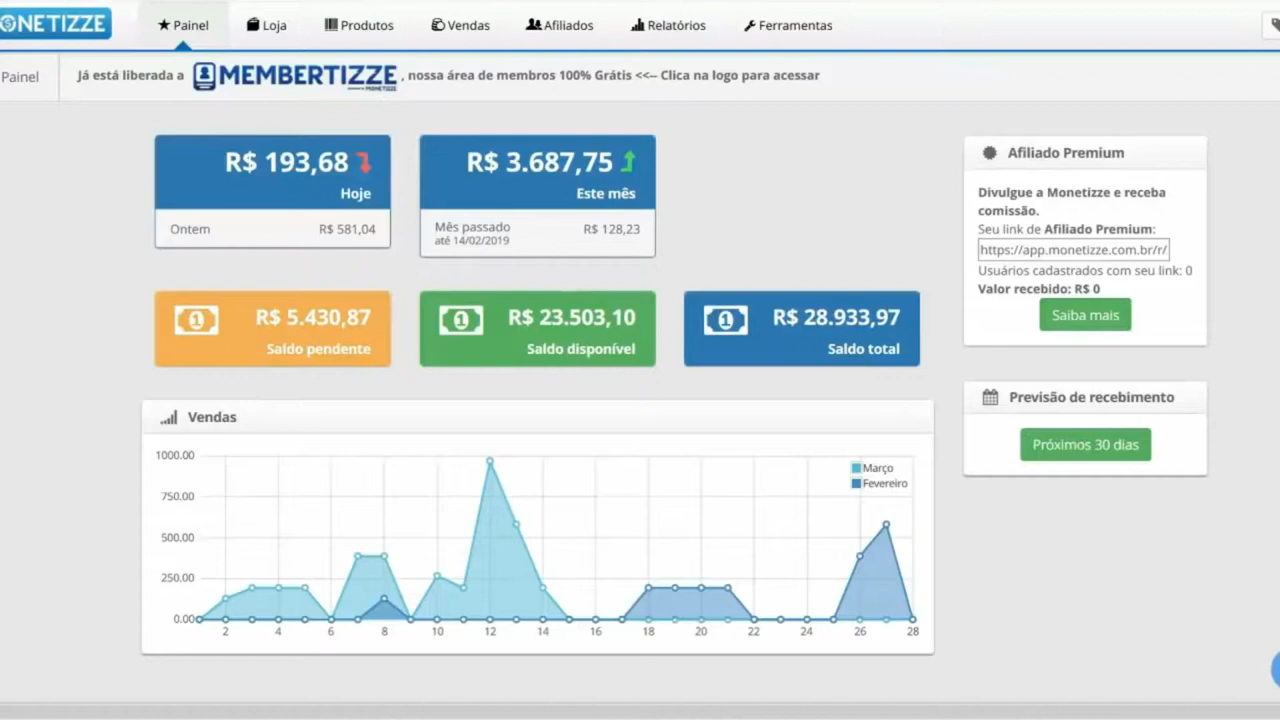 ONETIZZE
Painel
Loja
Produtos
Vendas
Afiliados
Relatórios
Ferramentas
Painel
Já está liberada a MEMBERTIZZE , nossa área de membros 100% Grátis <<-- Clica na logo para acessar
MONETIZZE
R$ 193,68
Hoje
Ontem R$ 581,04
R$ 3.687,75
Este mês
Mês passado R$ 128,23
até 14/02/2019
Afiliado Premium
Divulgue a Monetizze e receba
comissão.
Seu link de Afiliado Premium:
https://app.monetizze.com.br/r/
Usuários cadastrados com seu link: 0
Valor recebido: R$ 0
Saiba mais
R$ 5.430,87
Saldo pendente
R$ 23.503,10
Saldo disponível
R$ 28.933,97
Saldo total
Previsão de recebimento
Próximos 30 dias
Vendas
1000.00
750.00
500.00
250.00
0.00
Março
Fevereiro
2 4 6 8 10 12 14 16 18 20 22 24 26 28